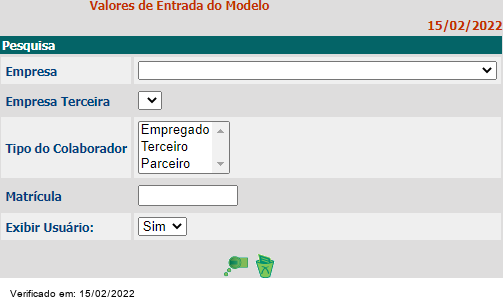 Valores de Entrada do Modelo
15/02/2022
Pesquisa
Empresa
Empresa Terceira
Tipo do Colaborador
Empregado
Terceiro
Parceiro
Matrícula
Exibir Usuário: Sim
Verificado em: 15/02/2022